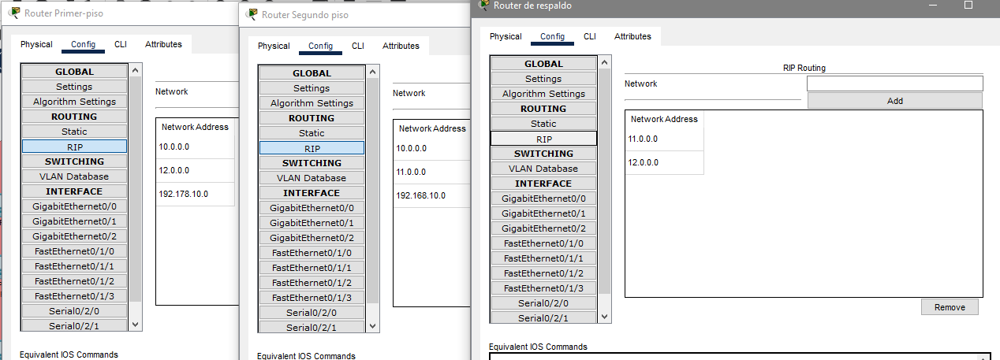 Router Primer-piso
Physical
Config
CLI
Attributes
GLOBAL
Settings
Algorithm Settings
ROUTING
Static
RIP
SWITCHING
VLAN Database
INTERFACE
GigabitEthernet0/0
GigabitEthernet0/1
GigabitEthernet0/2
FastEthernet0/1/0
FastEthernet0/1/1
FastEthernet0/1/2
FastEthernet0/1/3
Serial0/2/0
Serial0/2/1
Network
Network Address
10.0.0.0
12.0.0.0
192.178.10.0
Equivalent IOS Commands
Router Segundo piso
Physical
Config
CLI
Attributes
GLOBAL
Settings
Algorithm Settings
ROUTING
Static
RIP
SWITCHING
VLAN Database
INTERFACE
GigabitEthernet0/0
GigabitEthernet0/1
GigabitEthernet0/2
FastEthernet0/1/0
FastEthernet0/1/1
FastEthernet0/1/2
FastEthernet0/1/3
Serial0/2/0
Serial0/2/1
Network
Network Address
10.0.0.0
11.0.0.0
192.168.10.0
Equivalent IOS Commands
Router de respaldo
Physical
Config
CLI
Attributes
GLOBAL
Settings
Algorithm Settings
ROUTING
Static
RIP
SWITCHING
VLAN Database
INTERFACE
GigabitEthernet0/0
GigabitEthernet0/1
GigabitEthernet0/2
FastEthernet0/1/0
FastEthernet0/1/1
FastEthernet0/1/2
FastEthernet0/1/3
Serial0/2/0
Serial0/2/1
RIP Routing
Network
Add
Network Address
11.0.0.0
12.0.0.0
Remove
Equivalent IOS Commands